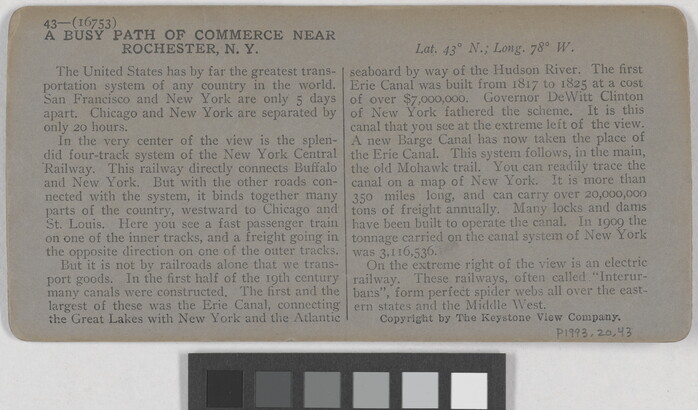 43—(16753)
A BUSY PATH OF COMMERCE NEAR
ROCHESTER, N. Y.
Lat. 43° N.; Long. 78° W.
The United States has by far the greatest trans-
portation system of any country in the world.
San Francisco and New York are only 5 days
apart. Chicago and New York are separated by
only 20 hours.
In the very center of the view is the splen-
did four-track system of the New York Central
Railway. This railway directly connects Buffalo
and New York. But with the other roads con-
nected with the system, it binds together many
parts of the country, westward to Chicago and
St. Louis. Here you see a fast passenger train
on one of the inner tracks, and a freight going in
the opposite direction on one of the outer tracks.
But it is not by railroads alone that we trans-
port goods. In the first half of the 19th century
many canals were constructed. The first and the
largest of these was the Erie Canal, connecting
the Great Lakes with New York and the Atlantic
seaboard by way of the Hudson River. The first
Erie Canal was built from 1817 to 1825 at a cost
of over $7,000,000. Governor DeWitt Clinton
of New York fathered the scheme. It is this
canal that you see at the extreme left of the view.
A new Barge Canal has now taken the place of
the Erie Canal. This system follows, in the main,
the old Mohawk trail. You can readily trace the
canal on a map of New York. It is more than
350 miles long, and can carry over 20,000,000
tons of freight annually. Many locks and dams
have been built to operate the canal. In 1909 the
tonnage carried on the canal system of New York
was 3,116,536.
On the extreme right of the view is an electric
railway. These railways, often called "Interur-
bans", form perfect spider webs all over the east-
ern states and the Middle West.
Copyright by The Keystone View Company.
P1993.20.43